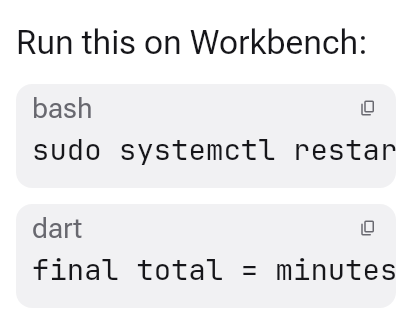 Run this on Workbench:
bash
sudo systemctl restar
dart
final total = minutes